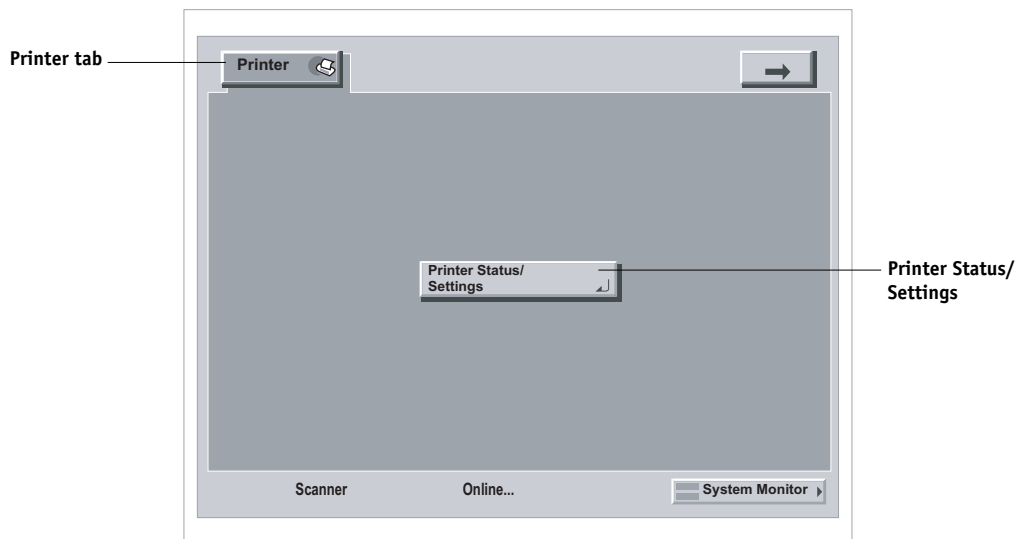 Printer tab
Printer
Printer Status/
Settings
Printer Status/
Settings
Scanner
Online...
System Monitor